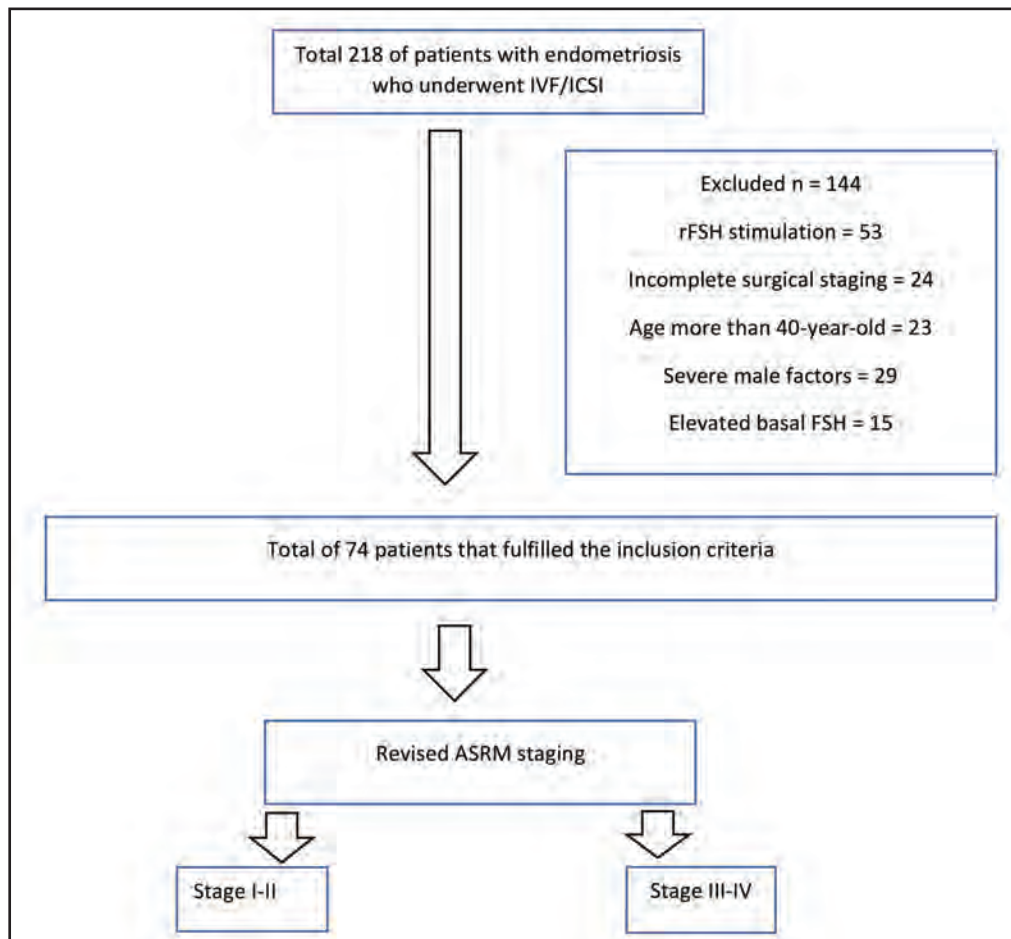 Total 218 of patients with endometriosis
who underwent IVF/ICSI
Excluded n = 144
rFSH stimulation = 53
Incomplete surgical staging = 24
Age more than 40-year-old = 23
Severe male factors = 29
Elevated basal FSH = 15
Total of 74 patients that fulfilled the inclusion criteria
Revised ASRM staging
Stage I-II
Stage III-IV